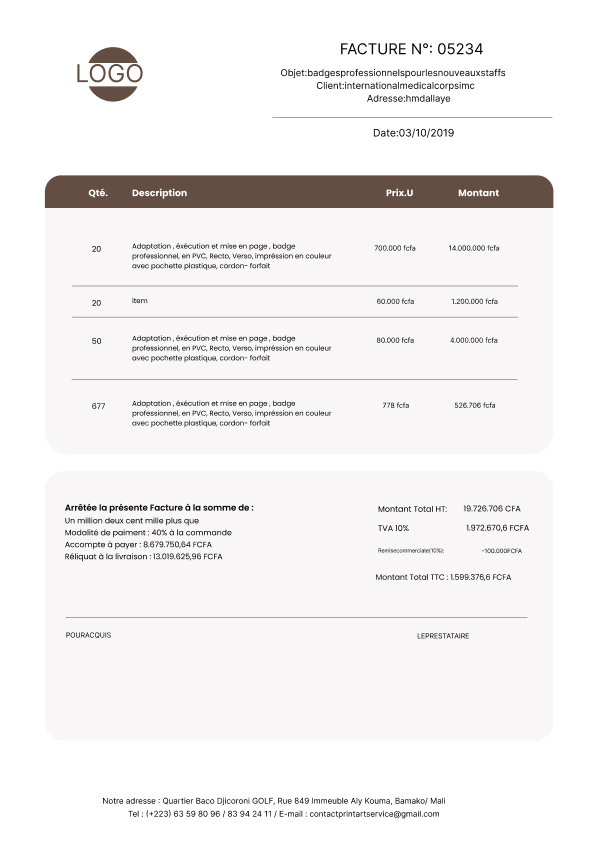 LOGO
FACTURE N°: 05234
Objet:badgesprofessionnelspourlesnouveauxstaffs
Client:internationalmedicalcorpsimc
Adresse:hmdallaye
Date:03/10/2019
Qté. Description Prix.U Montant
20 Adaptation , éxécution et mise en page , badge 700.000 fcfa 14.000.000 fcfa
professionnel, en PVC, Recto, Verso, impréssion en couleur
avec pochette plastique, cordon- forfait
20 item 60.000 fcfa 1.200.000 fcfa
50 Adaptation , éxécution et mise en page , badge 80.000 fcfa 4.000.000 fcfa
professionnel, en PVC, Recto, Verso, impréssion en couleur
avec pochette plastique, cordon- forfait
677 Adaptation , éxécution et mise en page , badge 778 fcfa 526.706 fcfa
professionnel, en PVC, Recto, Verso, impréssion en couleur
avec pochette plastique, cordon- forfait
Arrêtée la présente Facture à la somme de :
Un million deux cent mille plus que
Modalité de paiment : 40% à la commande
Accompte à payer : 8.679.750,64 FCFA
Réliquat à la livraison : 13.019.625,96 FCFA
Montant Total HT: 19.726.706 CFA
TVA 10% 1.972.670,6 FCFA
Remisecommerciale(10%): -100.000FCFA
Montant Total TTC : 1.599.376,6 FCFA
POURACQUIS LEPRESTATAIRE
Notre adresse : Quartier Baco Djicoroni GOLF, Rue 849 Immeuble Aly Kouma, Bamako/ Mali
Tel : (+223) 63 59 80 96 / 83 94 24 11 / E-mail : contactprintartservice@gmail.com